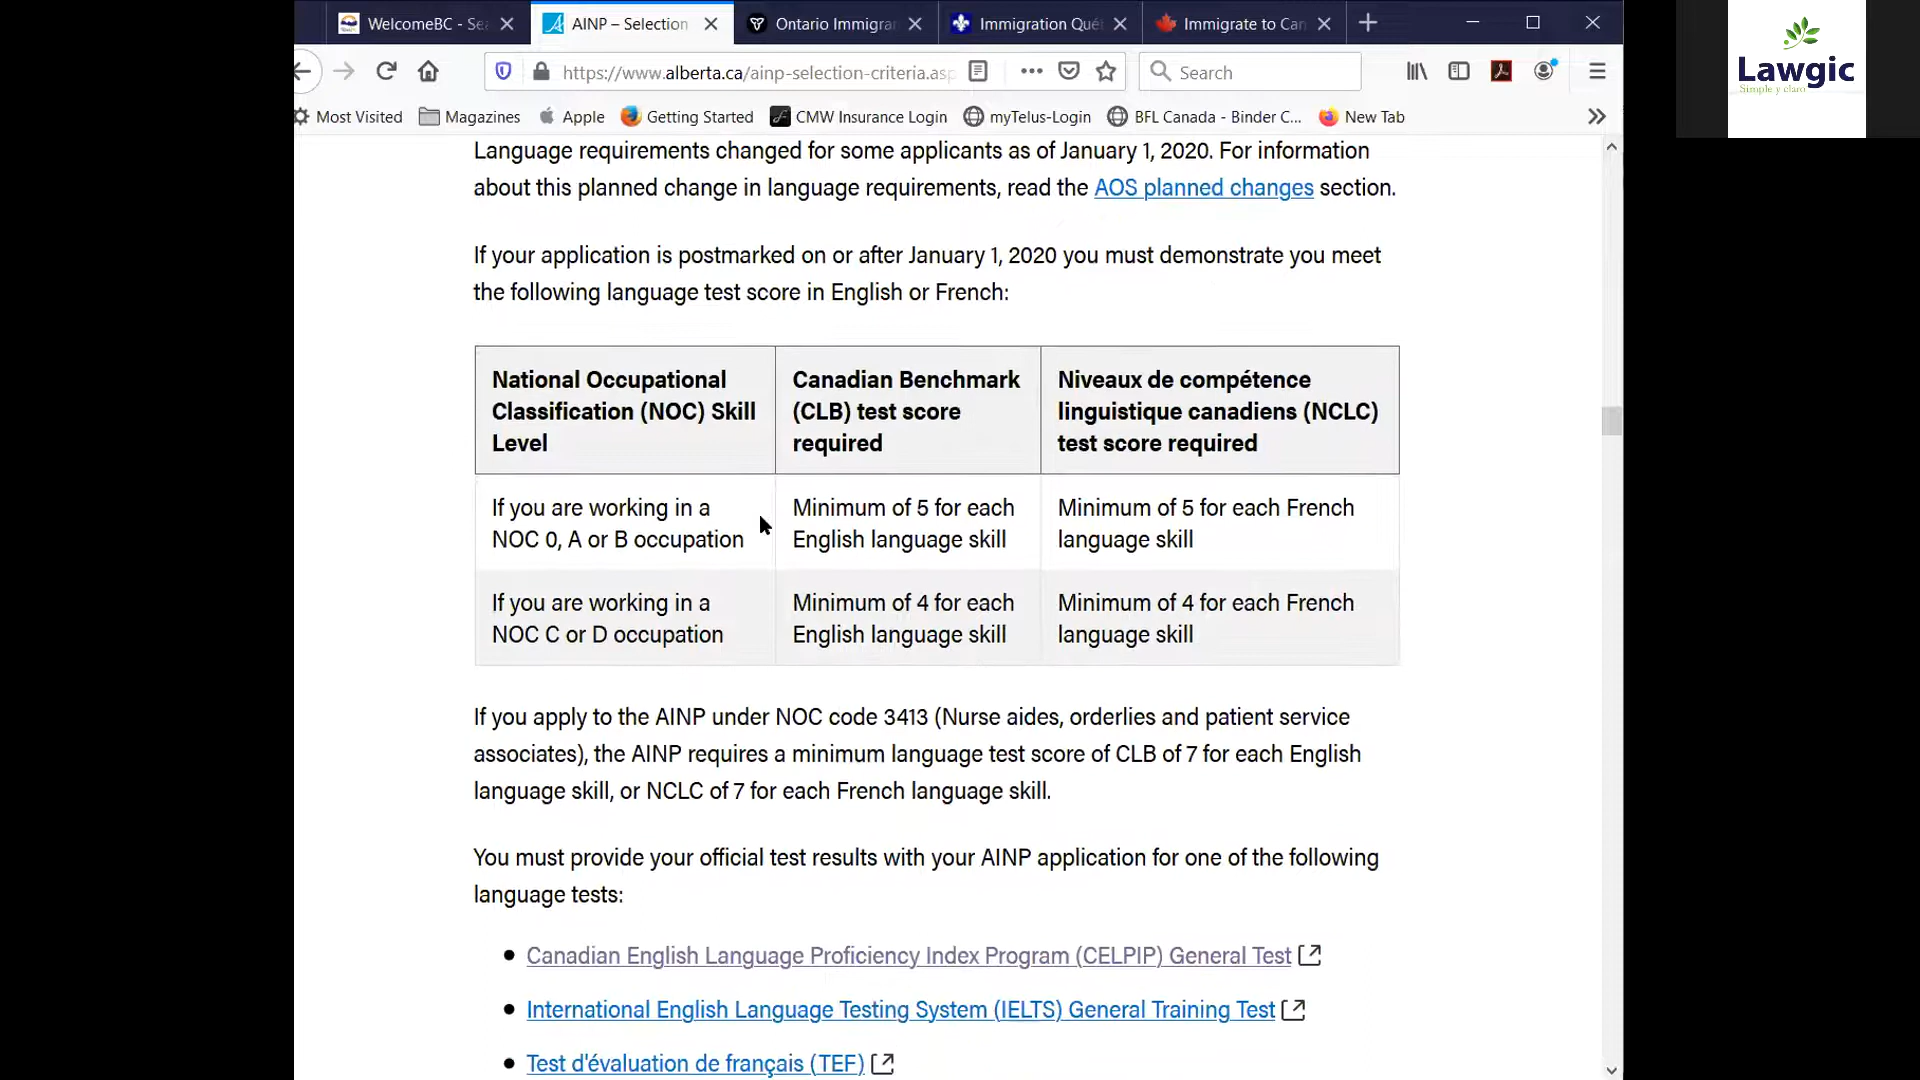 WelcomeBC - Se
AINP – Selection
Ontario Immigra
Immigration Qué
Immigrate to Can
https://www.alberta.ca/ainp-selection-criteria.asp
Search
Most Visited
Magazines
Apple
Getting Started
CMW Insurance Login
myTelus-Login
BFL Canada - Binder C...
New Tab
Lawgic
Simple y claro
Language requirements changed for some applicants as of January 1, 2020. For information
about this planned change in language requirements, read the AOS planned changes section.
If your application is postmarked on or after January 1, 2020 you must demonstrate you meet
the following language test score in English or French:
National Occupational
Classification (NOC) Skill
Level
Canadian Benchmark
(CLB) test score
required
Niveaux de compétence
linguistique canadiens (NCLC)
test score required
If you are working in a
NOC 0, A or B occupation
Minimum of 5 for each
English language skill
Minimum of 5 for each French
language skill
If you are working in a
NOC C or D occupation
Minimum of 4 for each
English language skill
Minimum of 4 for each French
language skill
If you apply to the AINP under NOC code 3413 (Nurse aides, orderlies and patient service
associates), the AINP requires a minimum language test score of CLB of 7 for each English
language skill, or NCLC of 7 for each French language skill.
You must provide your official test results with your AINP application for one of the following
language tests:
Canadian English Language Proficiency Index Program (CELPIP) General Test
International English Language Testing System (IELTS) General Training Test
Test d'évaluation de français (TEF)